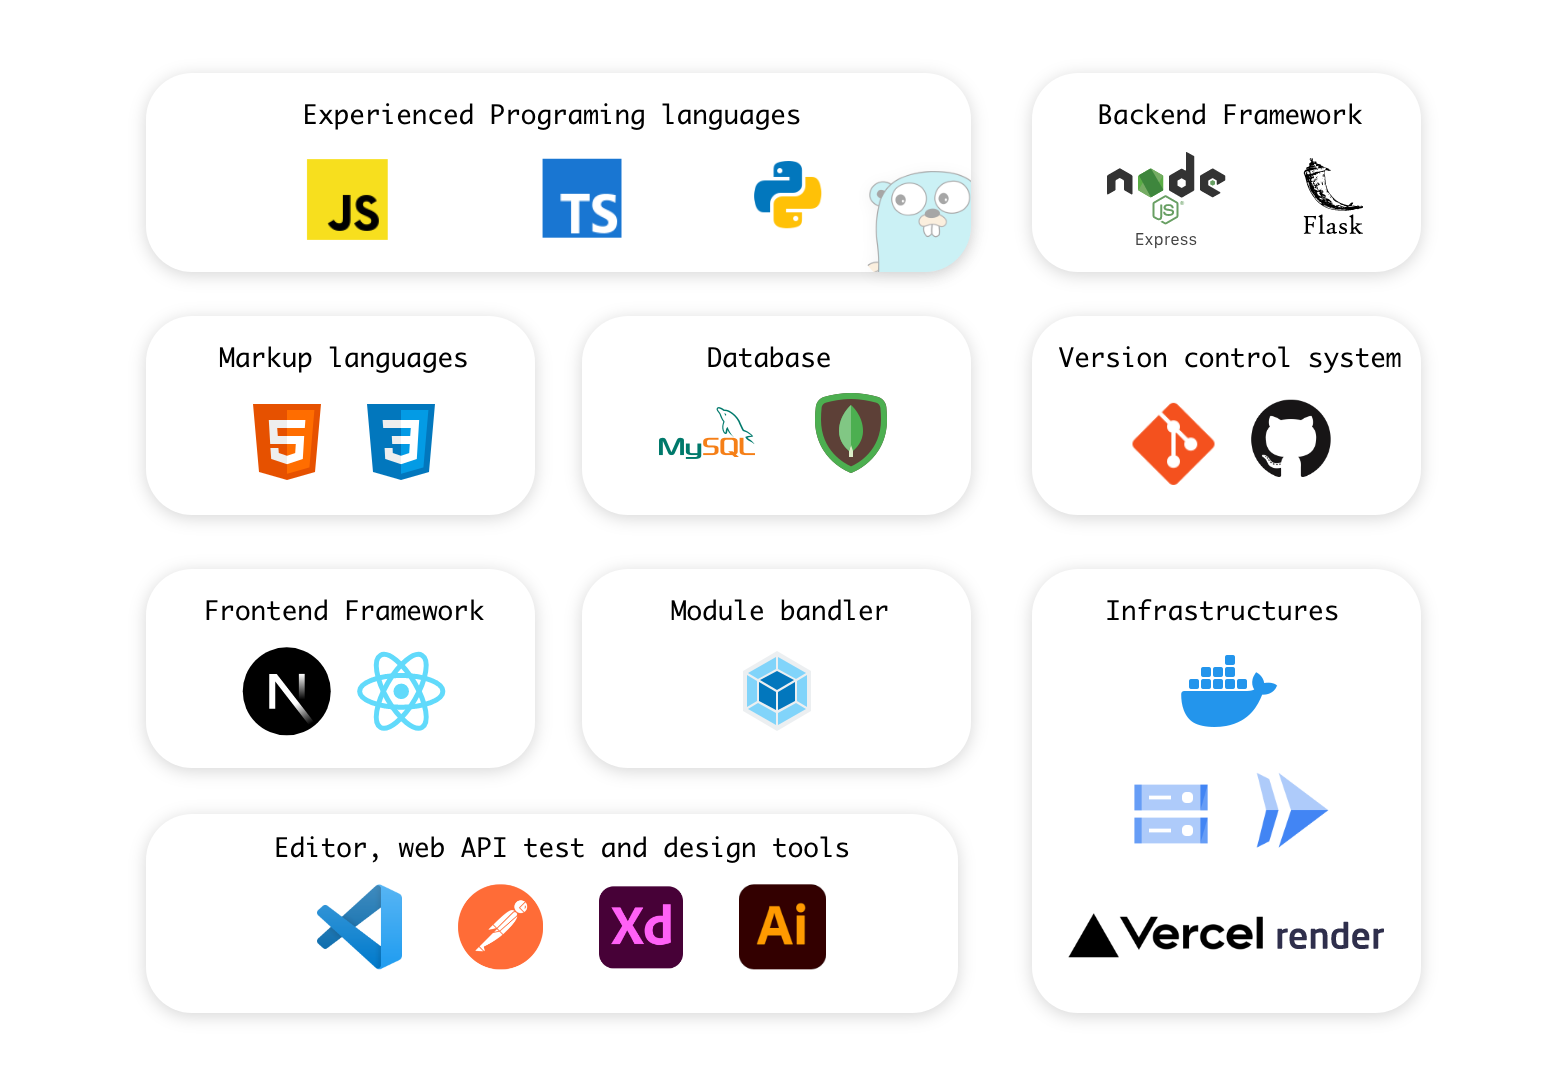 Experienced Programing languages
JS
TS
Backend Framework
node
JS
Express
Flask
Markup languages
5
3
Database
MySQL
Version control system
Frontend Framework
N
Module bandler
Infrastructures
Editor, web API test and design tools
Xd
Ai
Vercel
render